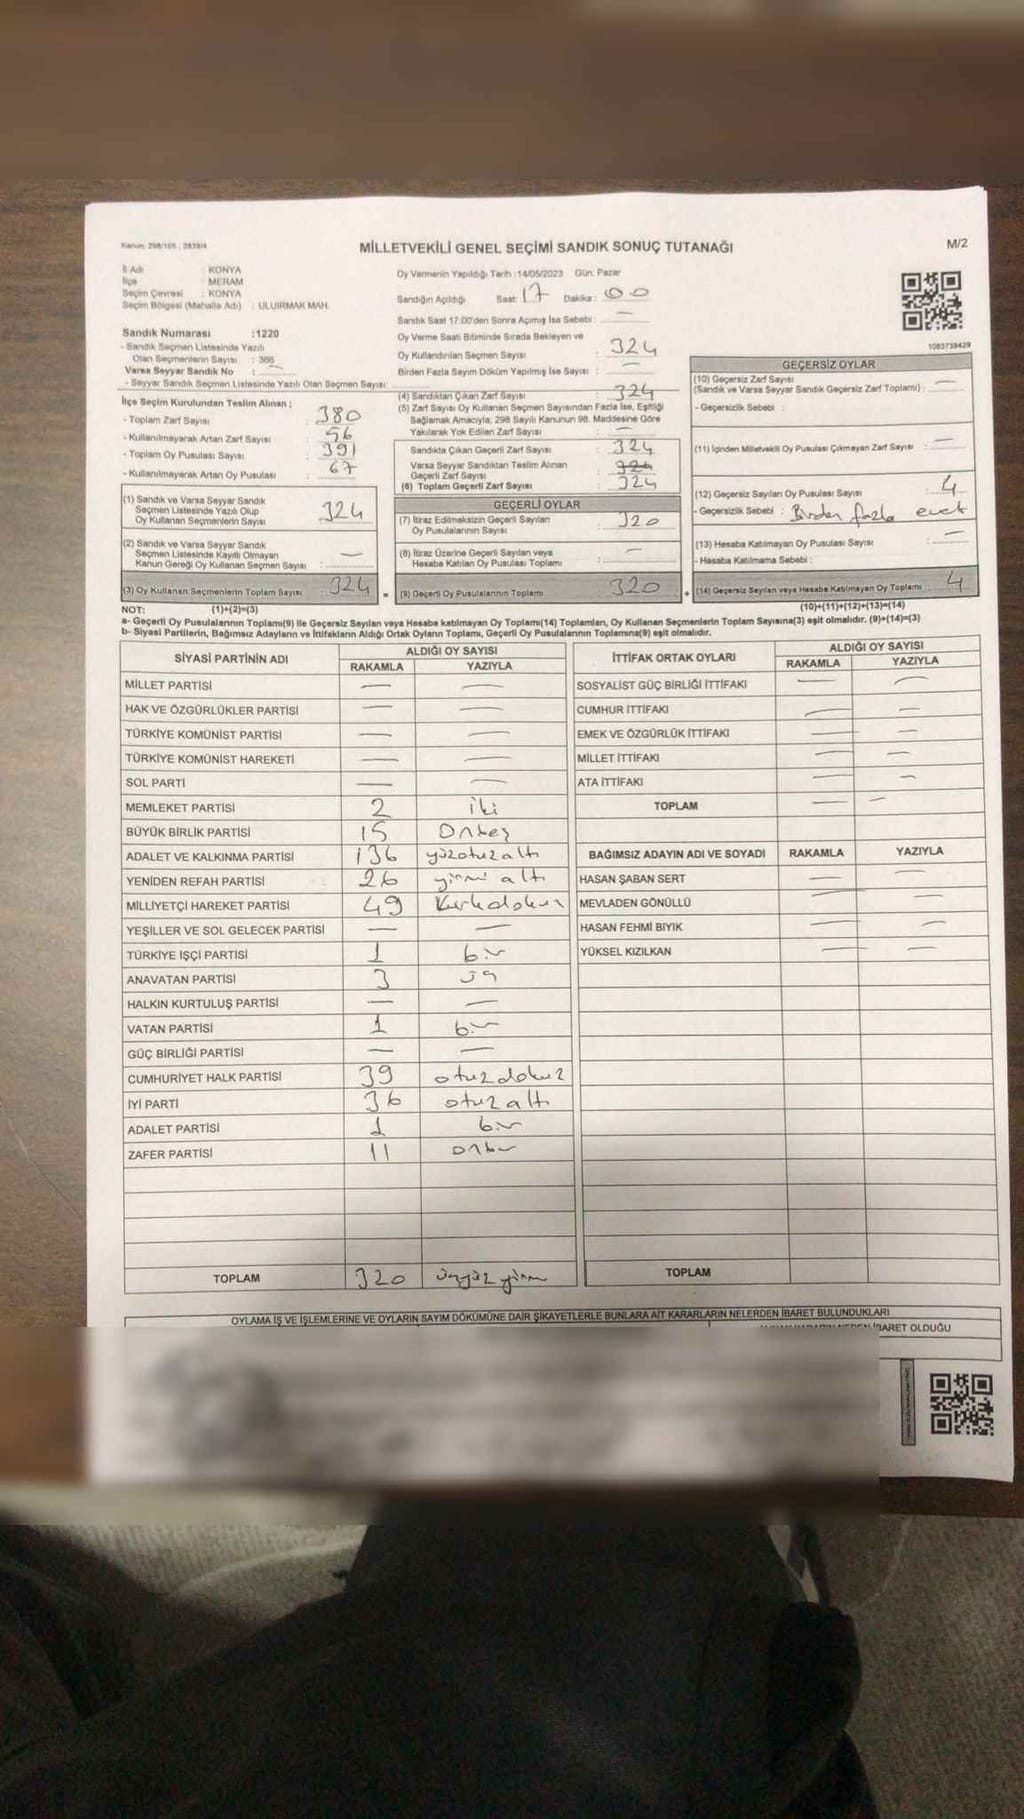 Kanun: 298/105 ; 2839/4
MİLLETVEKİLİ GENEL SEÇİMİ SANDIK SONUÇ TUTANAĞI
M/2
İl Adı : KONYA
İlçe : MERAM
Seçim Çevresi : KONYA
Seçim Bölgesi (Mahalle Adı) : ULUIRMAK MAH.
Sandık Numarası :1220
- Sandık Seçmen Listesinde Yazılı
Olan Seçmenlerin Sayısı : 366
Varsa Seyyar Sandık No : —
- Seyyar Sandık Seçmen Listesinde Yazılı Olan Seçmen Sayısı:
İlçe Seçim Kurulundan Teslim Alınan ;
- Toplam Zarf Sayısı : 380
- Kullanılmayarak Artan Zarf Sayısı : 56
- Toplam Oy Pusulası Sayısı : 391
- Kullanılmayarak Artan Oy Pusulası : 67
(1) Sandık ve Varsa Seyyar Sandık
Seçmen Listesinde Yazılı Olup
Oy Kullanan Seçmenlerin Sayısı : 324
(2) Sandık ve Varsa Seyyar Sandık
Seçmen Listesinde Kayıtlı Olmayan
Kanun Gereği Oy Kullanan Seçmen Sayısı : —
(3) Oy Kullanan Seçmenlerin Toplam Sayısı : 324 =
Oy Vermenin Yapıldığı Tarih :14/05/2023 Gün: Pazar
Sandığın Açıldığı Saat: 17 Dakika: 00
Sandık Saat 17:00'den Sonra Açımış İse Sebebi : —
Oy Verme Saati Bitiminde Sırada Bekleyen ve
Oy Kullandırılan Seçmen Sayısı : 324
Birden Fazla Sayım Döküm Yapılmış İse Sayısı : —
(4) Sandıktan Çıkan Zarf Sayısı : 324
(5) Zarf Sayısı Oy Kullanan Seçmen Sayısından Fazla İse, Eşitliği
Sağlamak Amacıyla; 298 Sayılı Kanunun 98. Maddesine Göre
Yakılarak Yok Edilen Zarf Sayısı : —
Sandıkta Çıkan Geçerli Zarf Sayısı : 324
Varsa Seyyar Sandıktan Teslim Alınan
Geçerli Zarf Sayısı : 324
(6) Toplam Geçerli Zarf Sayısı : 324
GEÇERLİ OYLAR
(7) İtiraz Edilmeksizin Geçerli Sayılan
Oy Pusulalarının Sayısı : 320
(8) İtiraz Üzerine Geçerli Sayılan veya
Hesaba Katılan Oy Pusulası Toplamı : —
(9) Geçerli Oy Pusulalarının Toplamı : 320 +
1083738429
GEÇERSİZ OYLAR
(10) Geçersiz Zarf Sayısı
(Sandık ve Varsa Seyyar Sandık Geçersiz Zarf Toplamı) : —
- Geçersizlik Sebebi :
(11) İçinden Milletvekili Oy Pusulası Çıkmayan Zarf Sayısı : —
(12) Geçersiz Sayılan Oy Pusulası Sayısı : 4
- Geçersizlik Sebebi : Birden fazla evet
(13) Hesaba Katılmayan Oy Pusulası Sayısı : —
- Hesaba Katılmama Sebebi :
(14) Geçersiz Sayılan veya Hesaba Katılmayan Oy Toplamı : 4
NOT: (1)+(2)=(3) (10)+(11)+(12)+(13)=(14)
a- Geçerli Oy Pusulalarının Toplamı(9) ile Geçersiz Sayılan veya Hesaba katılmayan Oy Toplamı(14) Toplamları, Oy Kullanan Seçmenlerin Toplam Sayısına(3) eşit olmalıdır. (9)+(14)=(3)
b- Siyasi Partilerin, Bağımsız Adayların ve İttifakların Aldığı Ortak Oyların Toplamı, Geçerli Oy Pusulalarının Toplamına(9) eşit olmalıdır.
SİYASİ PARTİNİN ADI ALDIĞI OY SAYISI
RAKAMLA YAZIYLA
MİLLET PARTİSİ — —
HAK VE ÖZGÜRLÜKLER PARTİSİ — —
TÜRKİYE KOMÜNİST PARTİSİ — —
TÜRKİYE KOMÜNİST HAREKETİ — —
SOL PARTİ — —
MEMLEKET PARTİSİ 2 iki
BÜYÜK BİRLİK PARTİSİ 15 Onbeş
ADALET VE KALKINMA PARTİSİ 136 yüzotuzaltı
YENİDEN REFAH PARTİSİ 26 yirmi altı
MİLLİYETÇİ HAREKET PARTİSİ 49 Kırkdokuz
YEŞİLLER VE SOL GELECEK PARTİSİ — —
TÜRKİYE İŞÇİ PARTİSİ 1 bir
ANAVATAN PARTİSİ 3 üç
HALKIN KURTULUŞ PARTİSİ — —
VATAN PARTİSİ 1 bir
GÜÇ BİRLİĞİ PARTİSİ — —
CUMHURİYET HALK PARTİSİ 39 otuzdokuz
İYİ PARTİ 36 otuzaltı
ADALET PARTİSİ 1 bir
ZAFER PARTİSİ 11 onbir
TOPLAM 320 üçyüzyirmi
İTTİFAK ORTAK OYLARI ALDIĞI OY SAYISI
RAKAMLA YAZIYLA
SOSYALİST GÜÇ BİRLİĞİ İTTİFAKI — —
CUMHUR İTTİFAKI — —
EMEK VE ÖZGÜRLÜK İTTİFAKI — —
MİLLET İTTİFAKI — —
ATA İTTİFAKI — —
TOPLAM — —
BAĞIMSIZ ADAYIN ADI VE SOYADI RAKAMLA YAZIYLA
HASAN ŞABAN SERT — —
MEVLADEN GÖNÜLLÜ — —
HASAN FEHMİ BIYIK — —
YÜKSEL KIZILKAN — —
TOPLAM
OYLAMA İŞ VE İŞLEMLERİNE VE OYLARIN SAYIM DÖKÜMÜNE DAİR ŞİKAYETLERLE BUNLARA AİT KARARLARIN NELERDEN İBARET BULUNDUKLARI
İBARET OLDUĞU